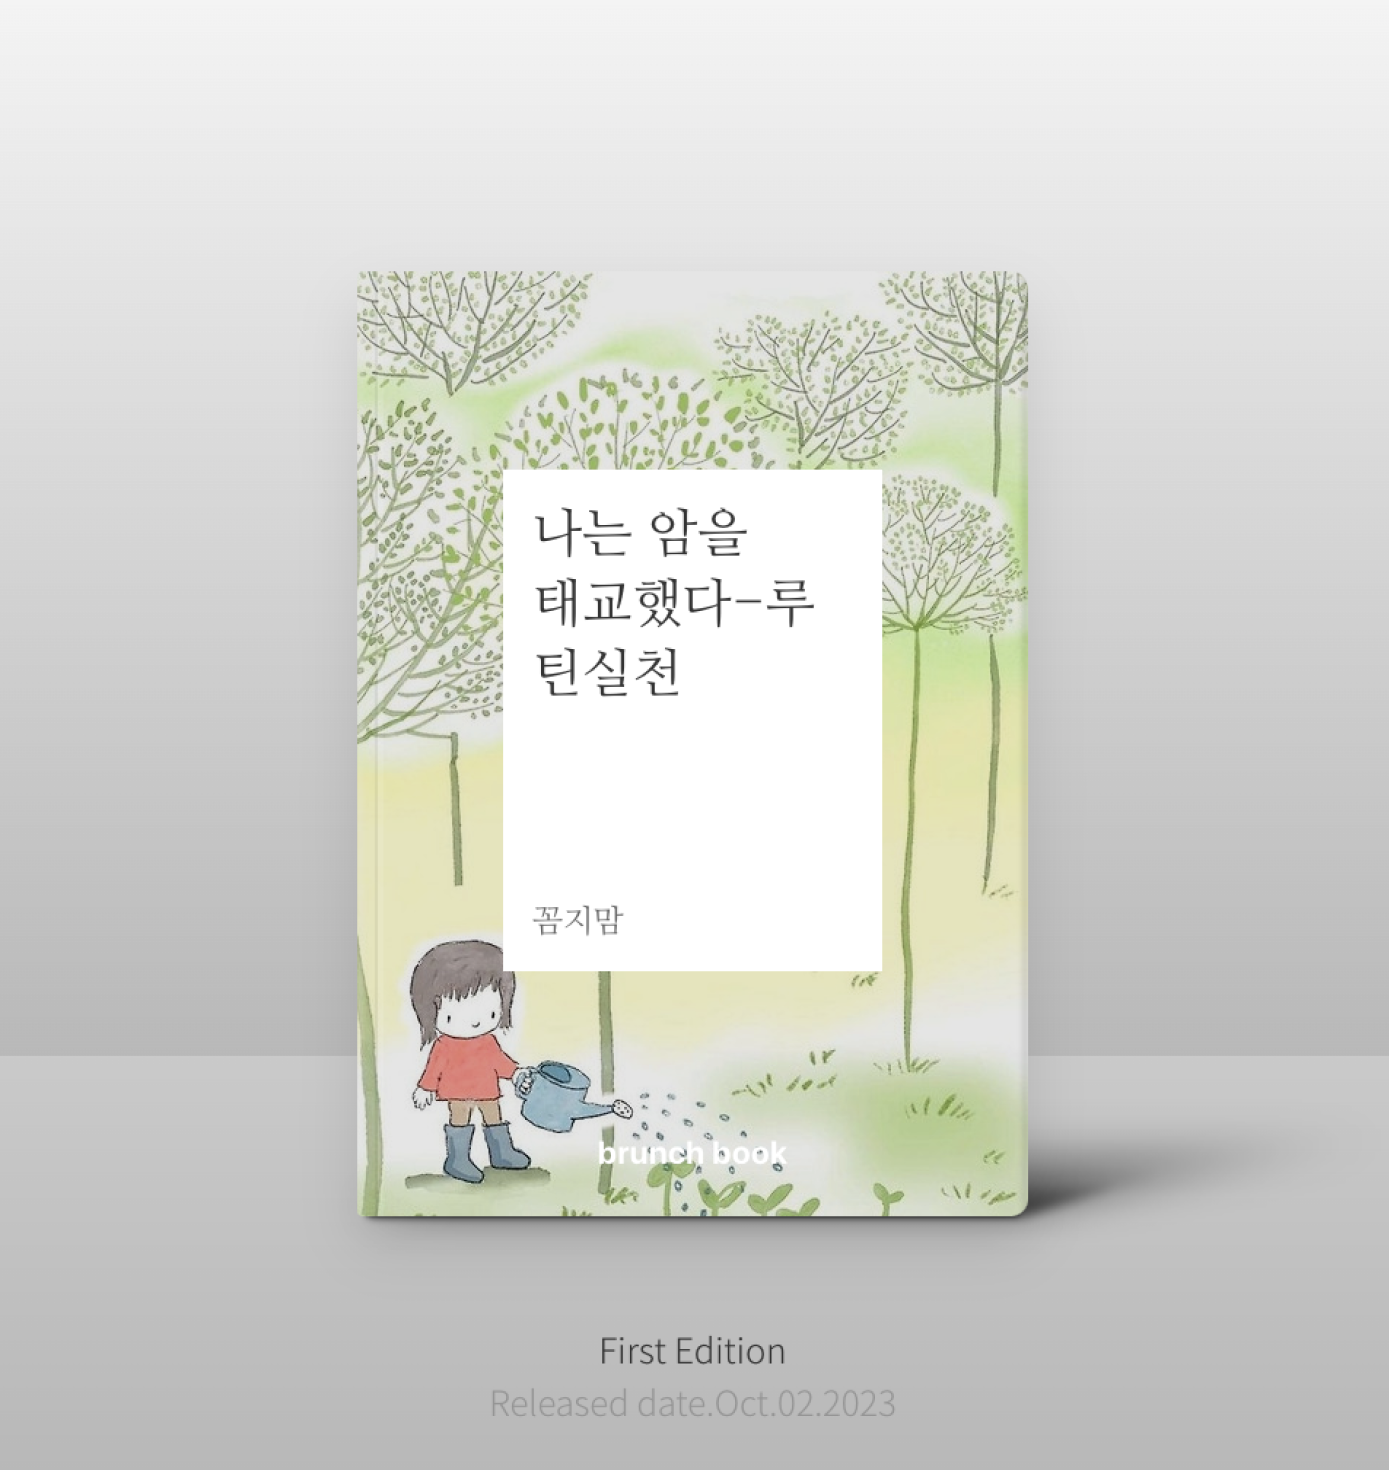 나는 암을
태교했다-루
틴실천
꼼지맘
brunch book
First Edition
Released date.Oct.02.2023